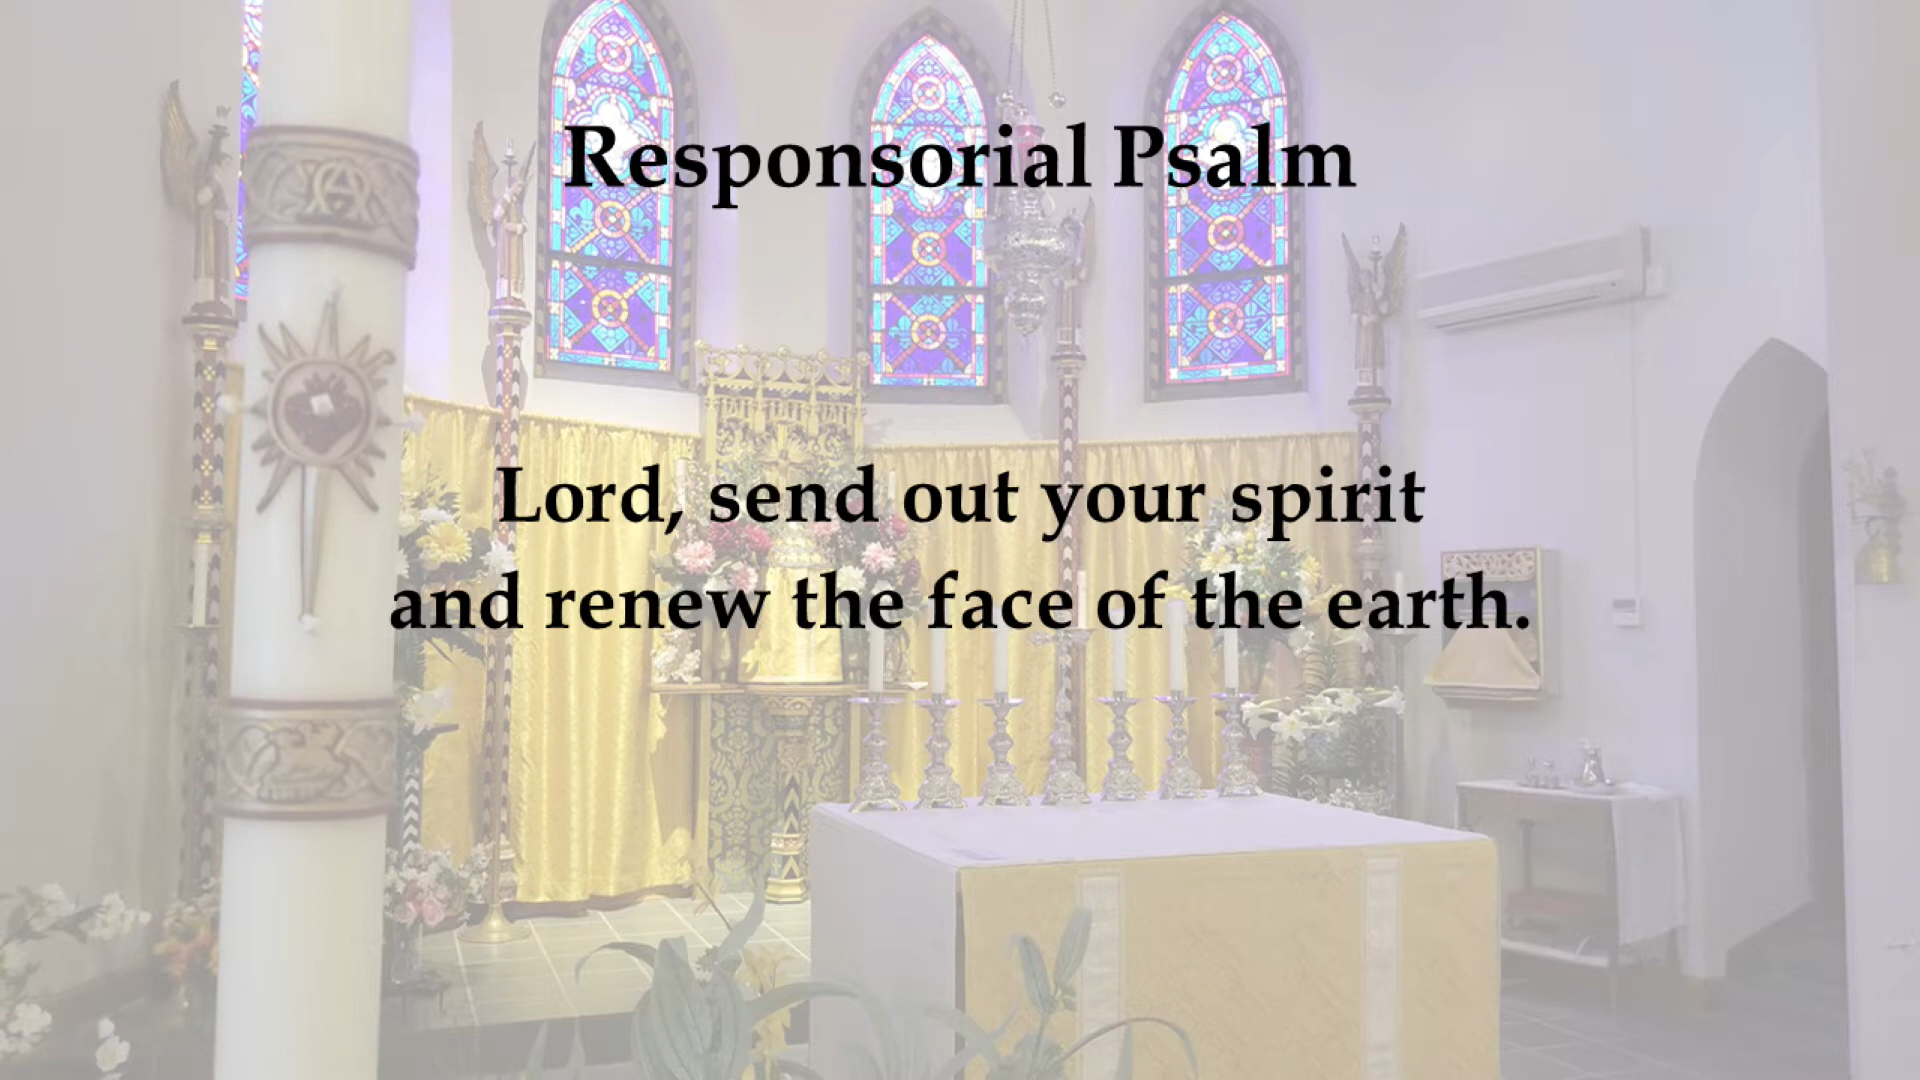 Responsorial Psalm
Lord, send out your spirit
and renew the face of the earth.